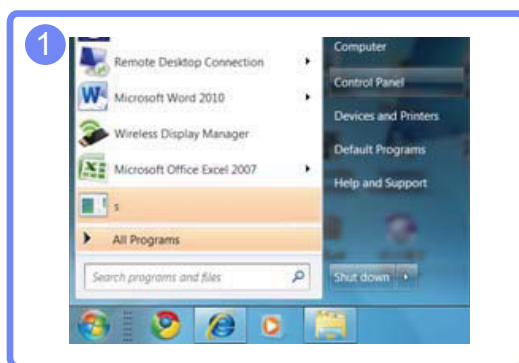 1
Remote Desktop Connection
Microsoft Word 2010
Wireless Display Manager
Microsoft Office Excel 2007
s
All Programs
Search programs and files
Computer
Control Panel
Devices and Printers
Default Programs
Help and Support
Shut down